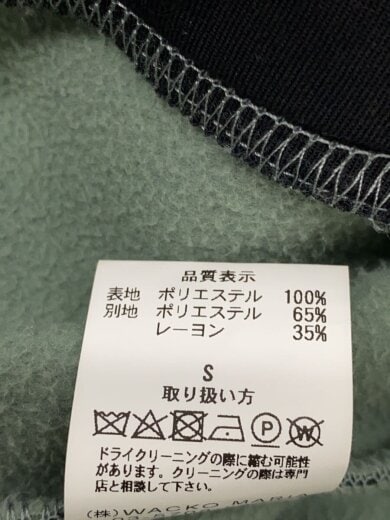 品質表示
表地 ポリエステル 100%
別地 ポリエステル 65%
レーヨン 35%
S
取り扱い方
ドライクリーニングの際に縮む可能性
があります。クリーニングの際は専門
店と相談して下さい。
(株) WACKO MARIA